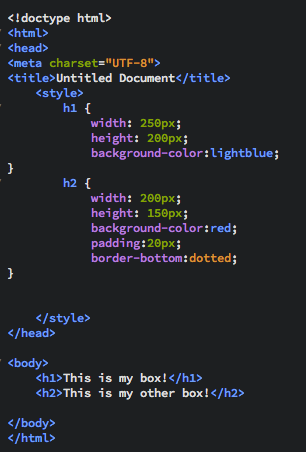 <!doctype html>
<html>
<head>
<meta charset="UTF-8">
<title>Untitled Document</title>
    <style>
        h1 {
            width: 250px;
            height: 200px;
            background-color:lightblue;
}
        h2 {
            width: 200px;
            height: 150px;
            background-color:red;
            padding:20px;
            border-bottom:dotted;
}
    </style>
</head>
<body>
    <h1>This is my box!</h1>
    <h2>This is my other box!</h2>
</body>
</html>